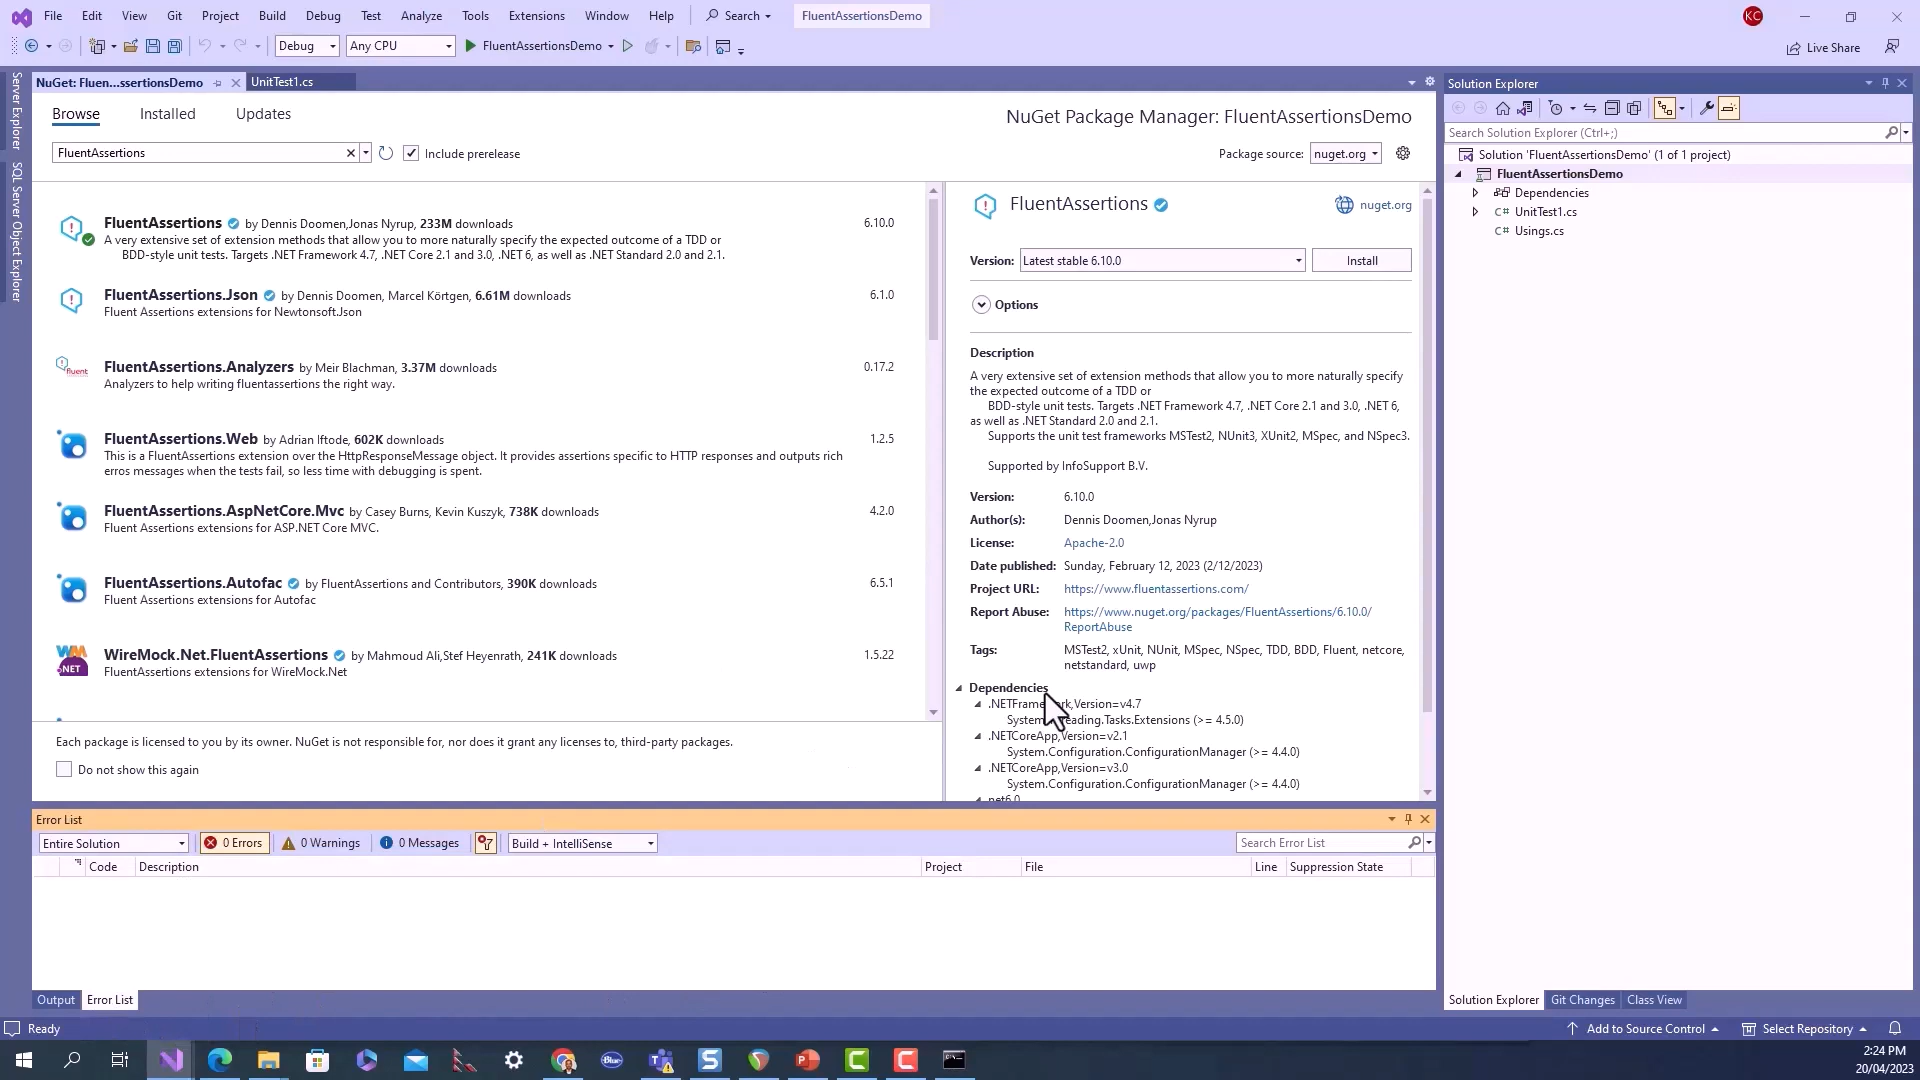 File Edit View Git Project Build Debug Test Analyze Tools Extensions Window Help Search FluentAssertionsDemo KC
Debug Any CPU FluentAssertionsDemo Live Share
Server Explorer
SQL Server Object Explorer
NuGet: Fluen...ssertionsDemo UnitTest1.cs
Browse Installed Updates
NuGet Package Manager: FluentAssertionsDemo
FluentAssertions Include prerelease
Package source: nuget.org
FluentAssertions by Dennis Doomen,Jonas Nyrup, 233M downloads 6.10.0
A very extensive set of extension methods that allow you to more naturally specify the expected outcome of a TDD or
BDD-style unit tests. Targets .NET Framework 4.7, .NET Core 2.1 and 3.0, .NET 6, as well as .NET Standard 2.0 and 2.1.
FluentAssertions.Json by Dennis Doomen, Marcel Körtgen, 6.61M downloads 6.1.0
Fluent Assertions extensions for Newtonsoft.Json
fluent
FluentAssertions.Analyzers by Meir Blachman, 3.37M downloads 0.17.2
Analyzers to help writing fluentassertions the right way.
FluentAssertions.Web by Adrian Iftode, 602K downloads 1.2.5
This is a FluentAssertions extension over the HttpResponseMessage object. It provides assertions specific to HTTP responses and outputs rich
erros messages when the tests fail, so less time with debugging is spent.
FluentAssertions.AspNetCore.Mvc by Casey Burns, Kevin Kuszyk, 738K downloads 4.2.0
Fluent Assertions extensions for ASP.NET Core MVC.
FluentAssertions.Autofac by FluentAssertions and Contributors, 390K downloads 6.5.1
Fluent Assertions extensions for Autofac
WM
.NET
WireMock.Net.FluentAssertions by Mahmoud Ali,Stef Heyenrath, 241K downloads 1.5.22
FluentAssertions extensions for WireMock.Net
Each package is licensed to you by its owner. NuGet is not responsible for, nor does it grant any licenses to, third-party packages.
Do not show this again
FluentAssertions nuget.org
Version: Latest stable 6.10.0 Install
Options
Description
A very extensive set of extension methods that allow you to more naturally specify
the expected outcome of a TDD or
BDD-style unit tests. Targets .NET Framework 4.7, .NET Core 2.1 and 3.0, .NET 6,
as well as .NET Standard 2.0 and 2.1.
Supports the unit test frameworks MSTest2, NUnit3, XUnit2, MSpec, and NSpec3.
Supported by InfoSupport B.V.
Version: 6.10.0
Author(s): Dennis Doomen,Jonas Nyrup
License: Apache-2.0
Date published: Sunday, February 12, 2023 (2/12/2023)
Project URL: https://www.fluentassertions.com/
Report Abuse: https://www.nuget.org/packages/FluentAssertions/6.10.0/
ReportAbuse
Tags: MSTest2, xUnit, NUnit, MSpec, NSpec, TDD, BDD, Fluent, netcore,
netstandard, uwp
Dependencies
Version=v4.7
.Tasks.Extensions (>= 4.5.0)
.NETCoreApp,Version=v2.1
System.Configuration.ConfigurationManager (>= 4.4.0)
.NETCoreApp,Version=v3.0
System.Configuration.ConfigurationManager (>= 4.4.0)
net6.0
Error List
Entire Solution 0 Errors 0 Warnings 0 Messages Build + IntelliSense Search Error List
Code Description Project File Line Suppression State
Output Error List
Solution Explorer
Search Solution Explorer (Ctrl+;)
Solution 'FluentAssertionsDemo' (1 of 1 project)
FluentAssertionsDemo
Dependencies
C# UnitTest1.cs
C# Usings.cs
Solution Explorer Git Changes Class View
Ready Add to Source Control Select Repository
Blue
2:24 PM
20/04/2023